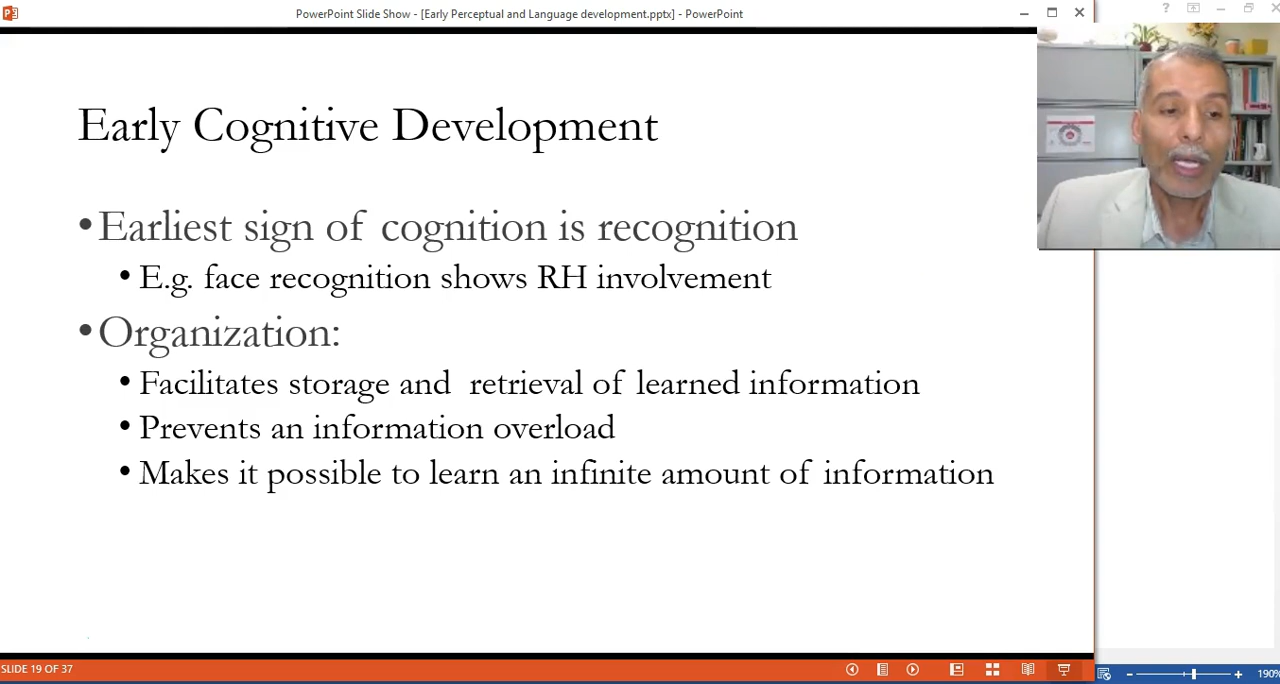 PowerPoint Slide Show - [Early Perceptual and Language development.pptx] - PowerPoint
Early Cognitive Development
•Earliest sign of cognition is recognition
•E.g. face recognition shows RH involvement
•Organization:
•Facilitates storage and retrieval of learned information
•Prevents an information overload
•Makes it possible to learn an infinite amount of information
SLIDE 19 OF 37
190%